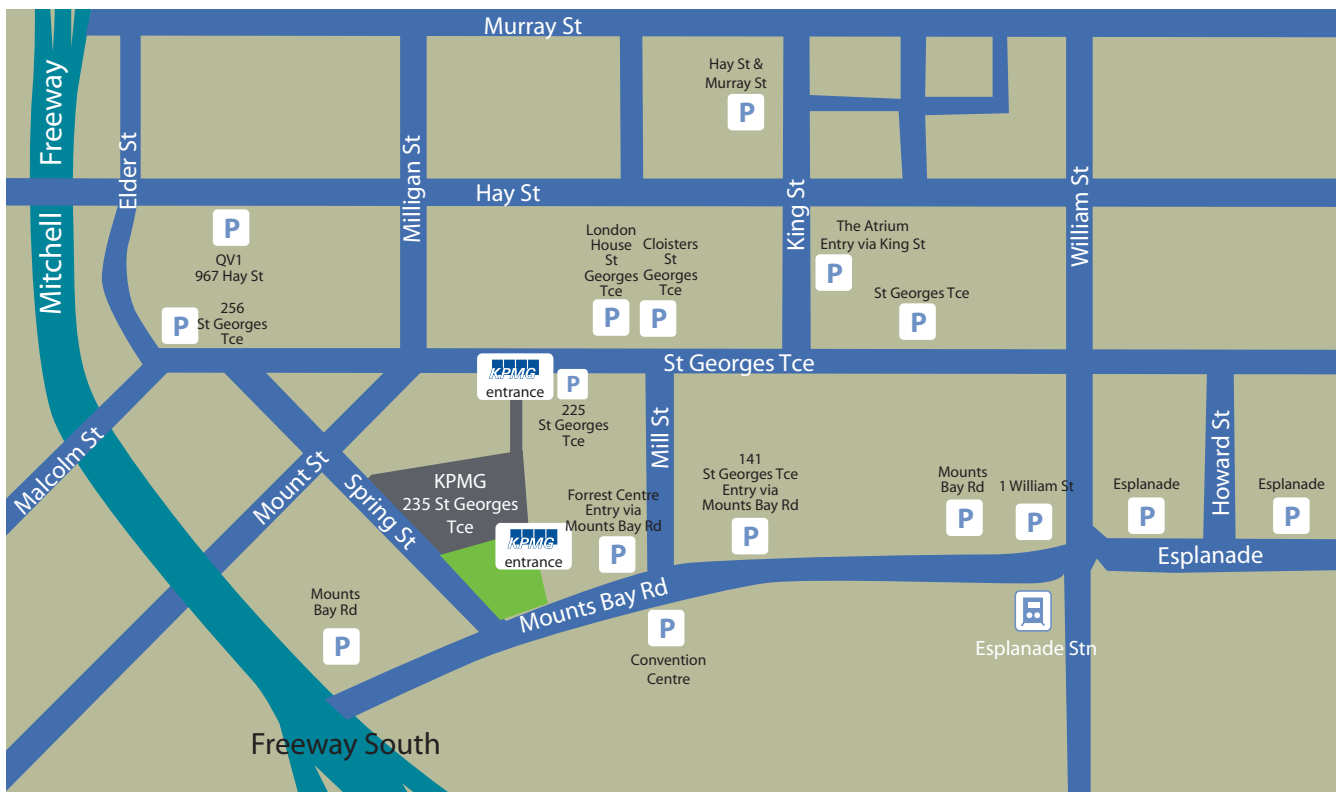 Murray St
Hay St &
Murray St
P
Freeway
Mitchell
Elder St
Milligan St
Hay St
King St
William St
P
QV1
967 Hay St
P
256
St Georges
Tce
London
House
St
Georges
Tce
P
Cloisters
St
Georges
Tce
P
The Atrium
Entry via King St
P
St Georges Tce
P
St Georges Tce
KPMG
entrance
P
225
St Georges
Tce
Malcolm St
Mount St
Spring St
KPMG
235 St Georges
Tce
KPMG
entrance
Forrest Centre
Entry via
Mounts Bay Rd
P
Mill St
141
St Georges Tce
Entry via
Mounts Bay Rd
P
Mounts
Bay Rd
P
1 William St
P
Esplanade
P
Howard St
Esplanade
P
Esplanade
Mounts Bay Rd
Mounts
Bay Rd
P
P
Convention
Centre
Esplanade Stn
Freeway South